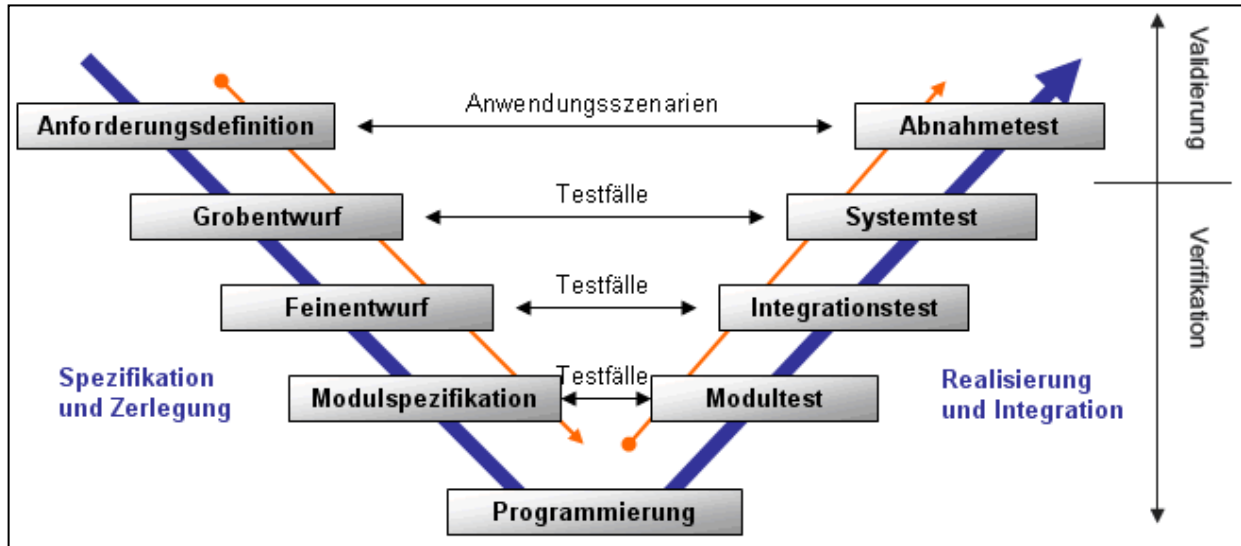 Anwendungsszenarien
Anforderungsdefinition
Abnahmetest
Validierung
Testfälle
Grobentwurf
Systemtest
Verifikation
Testfälle
Feinentwurf
Integrationstest
Spezifikation
und Zerlegung
Testfälle
Modulspezifikation
Modultest
Realisierung
und Integration
Programmierung